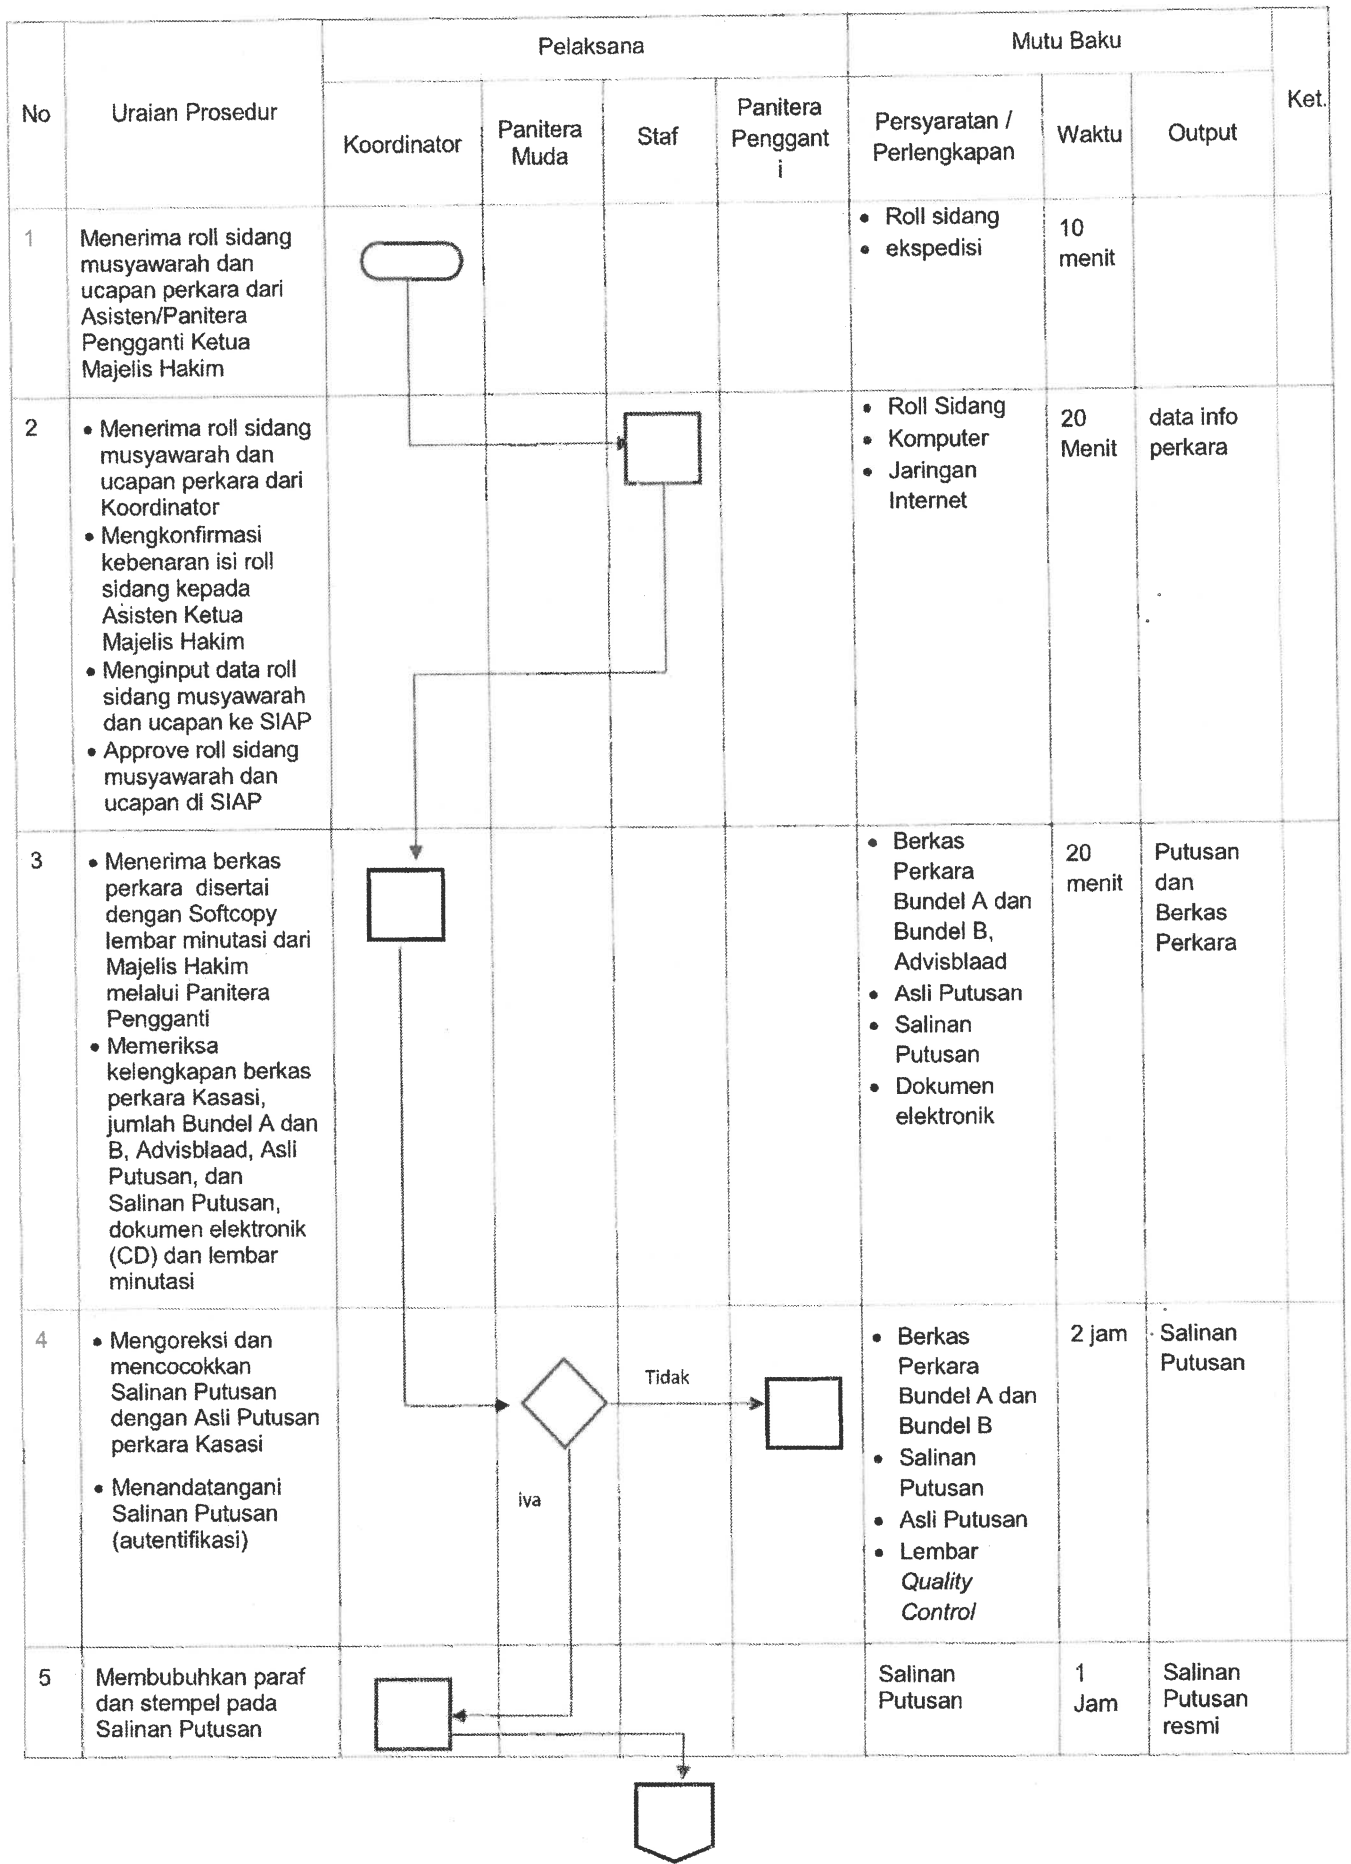 No
Uraian Prosedur
Pelaksana
Mutu Baku
Ket.
Koordinator
Panitera
Muda
Staf
Panitera
Penggant
i
Persyaratan /
Perlengkapan
Waktu
Output
1
Menerima roll sidang
musyawarah dan
ucapan perkara dari
Asisten/Panitera
Pengganti Ketua
Majelis Hakim
• Roll sidang
• ekspedisi
10
menit
2
• Menerima roll sidang
musyawarah dan
ucapan perkara dari
Koordinator
• Mengkonfirmasi
kebenaran isi roll
sidang kepada
Asisten Ketua
Majelis Hakim
• Menginput data roll
sidang musyawarah
dan ucapan ke SIAP
• Approve roll sidang
musyawarah dan
ucapan di SIAP
• Roll Sidang
• Komputer
• Jaringan
Internet
20
Menit
data info
perkara
3
• Menerima berkas
perkara disertai
dengan Softcopy
lembar minutasi dari
Majelis Hakim
melalui Panitera
Pengganti
• Memeriksa
kelengkapan berkas
perkara Kasasi,
jumlah Bundel A dan
B, Advisblaad, Asli
Putusan, dan
Salinan Putusan,
dokumen elektronik
(CD) dan lembar
minutasi
• Berkas
Perkara
Bundel A dan
Bundel B,
Advisblaad
• Asli Putusan
• Salinan
Putusan
• Dokumen
elektronik
20
menit
Putusan
dan
Berkas
Perkara
4
• Mengoreksi dan
mencocokkan
Salinan Putusan
dengan Asli Putusan
perkara Kasasi
• Menandatangani
Salinan Putusan
(autentifikasi)
Tidak
iva
• Berkas
Perkara
Bundel A dan
Bundel B
• Salinan
Putusan
• Asli Putusan
• Lembar
Quality
Control
2 jam
Salinan
Putusan
5
Membubuhkan paraf
dan stempel pada
Salinan Putusan
Salinan
Putusan
1
Jam
Salinan
Putusan
resmi